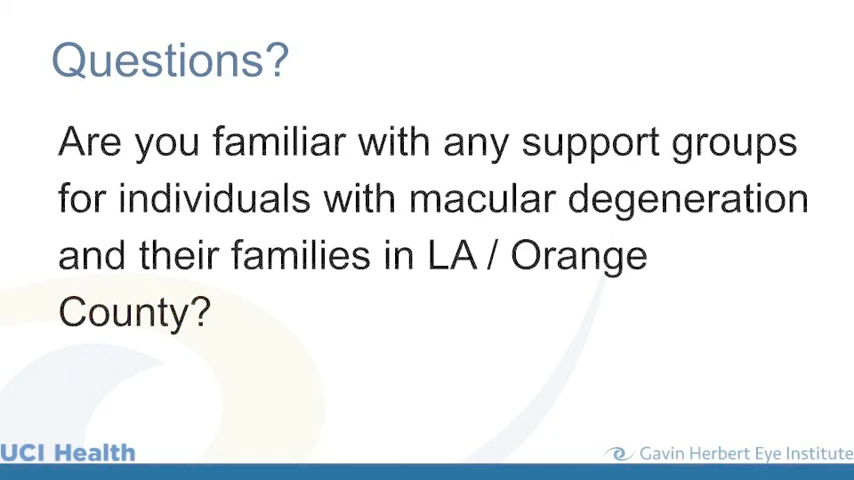 Questions?
Are you familiar with any support groups
for individuals with macular degeneration
and their families in LA / Orange
County?
UCI Health
Gavin Herbert Eye Institute